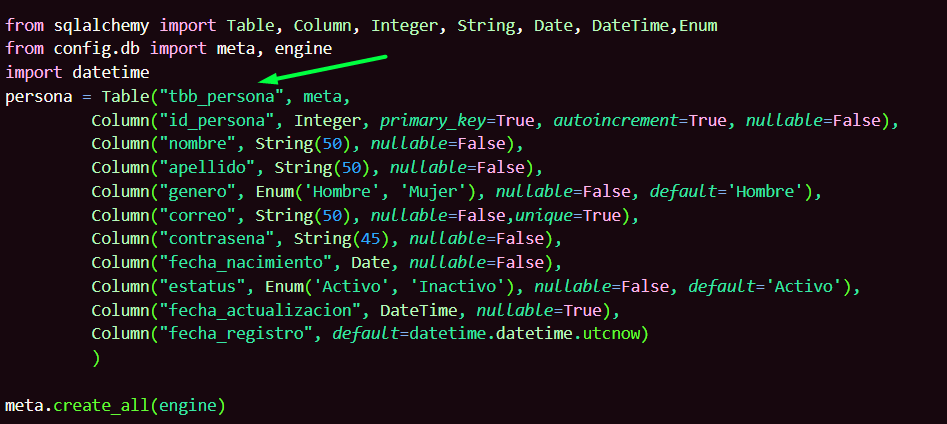 from sqlalchemy import Table, Column, Integer, String, Date, DateTime,Enum
from config.db import meta, engine
import datetime
persona = Table("tbb_persona", meta,
         Column("id_persona", Integer, primary_key=True, autoincrement=True, nullable=False),
         Column("nombre", String(50), nullable=False),
         Column("apellido", String(50), nullable=False),
         Column("genero", Enum('Hombre', 'Mujer'), nullable=False, default='Hombre'),
         Column("correo", String(50), nullable=False,unique=True),
         Column("contrasena", String(45), nullable=False),
         Column("fecha_nacimiento", Date, nullable=False),
         Column("estatus", Enum('Activo', 'Inactivo'), nullable=False, default='Activo'),
         Column("fecha_actualizacion", DateTime, nullable=True),
         Column("fecha_registro", default=datetime.datetime.utcnow)
         )
meta.create_all(engine)